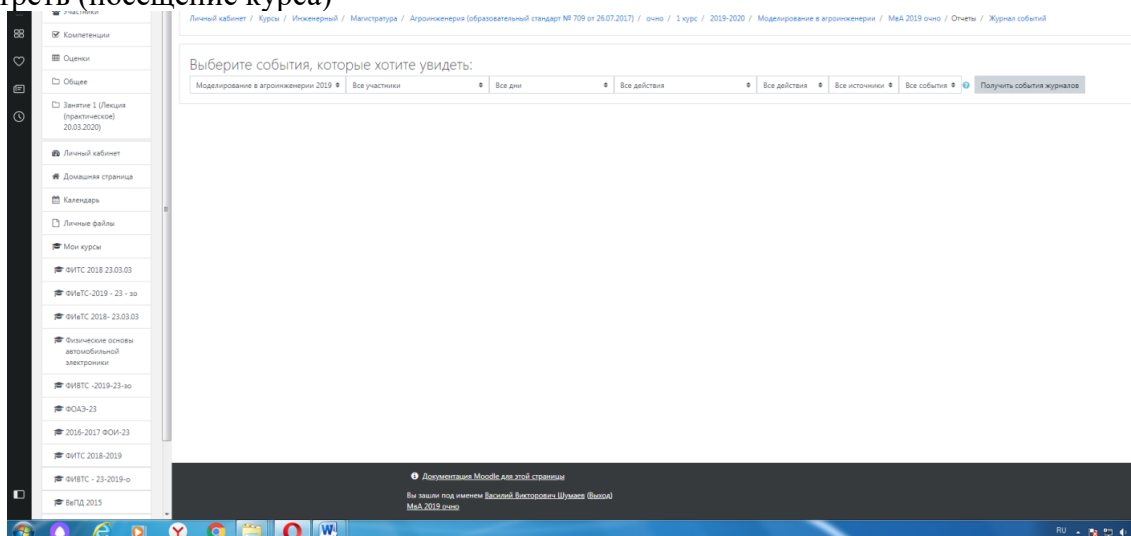 треть (посещение курса)
Участники
Компетенции
Оценки
Общее
Занятие 1 (Лекция
(практическое)
20.03.2020)
Личный кабинет
Домашняя страница
Календарь
Личные файлы
Мои курсы
ФИТС 2018 23.03.03
ФИеТС-2019 - 23 - зо
ФИеТС 2018- 23.03.03
Физические основы
автомобильной
электроники
ФИВТС -2019-23-зо
ФОАЭ-23
2016-2017 ФОИ-23
ФИТС 2018-2019
ФИВТС - 23-2019-о
ВеПД 2015
Личный кабинет / Курсы / Инженерный / Магистратура / Агроинженерия (образовательный стандарт № 709 от 26.07.2017) / очно / 1 курс / 2019-2020 / Моделирование в агроинженерии / МвА 2019 очно / Отчеты / Журнал событий
Выберите события, которые хотите увидеть:
Моделирование в агроинженерии 2019 Все участники Все дни Все действия Все действия Все источники Все события Получить события журналов
Документация Moodle для этой страницы
Вы зашли под именем Василий Викторович Шумаев (Выход)
МвА 2019 очно
RU